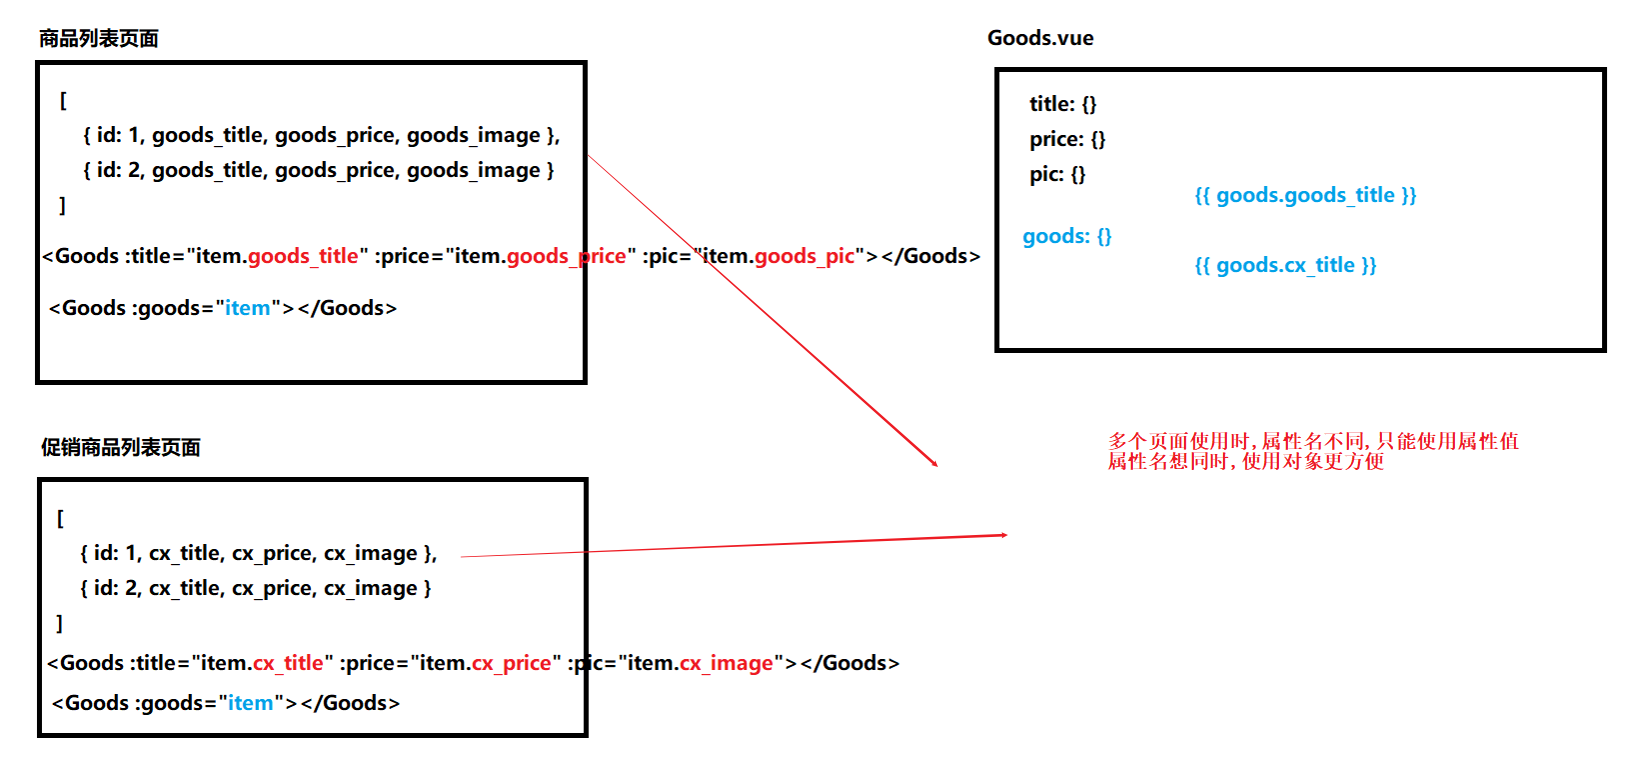 商品列表页面
[
{ id: 1, goods_title, goods_price, goods_image },
{ id: 2, goods_title, goods_price, goods_image }
]
<Goods :title="item.goods_title" :price="item.goods_price" :pic="item.goods_pic"></Goods>
<Goods :goods="item"></Goods>
Goods.vue
title: {}
price: {}
pic: {}
{{ goods.goods_title }}
goods: {}
{{ goods.cx_title }}
促销商品列表页面
[
{ id: 1, cx_title, cx_price, cx_image },
{ id: 2, cx_title, cx_price, cx_image }
]
<Goods :title="item.cx_title" :price="item.cx_price" :pic="item.cx_image"></Goods>
<Goods :goods="item"></Goods>
多个页面使用时,属性名不同,只能使用属性值
属性名想同时,使用对象更方便